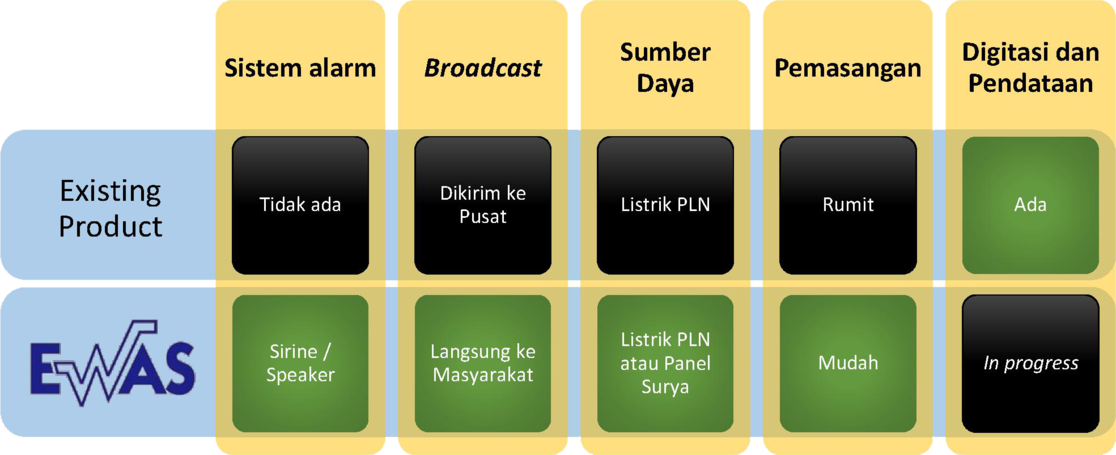 Sistem alarm
Broadcast
Sumber
Daya
Pemasangan
Digitasi dan
Pendataan
Existing
Product
Tidak ada
Dikirim ke
Pusat
Listrik PLN
Rumit
Ada
EWAS
Sirine /
Speaker
Langsung ke
Masyarakat
Listrik PLN
atau Panel
Surya
Mudah
In progress